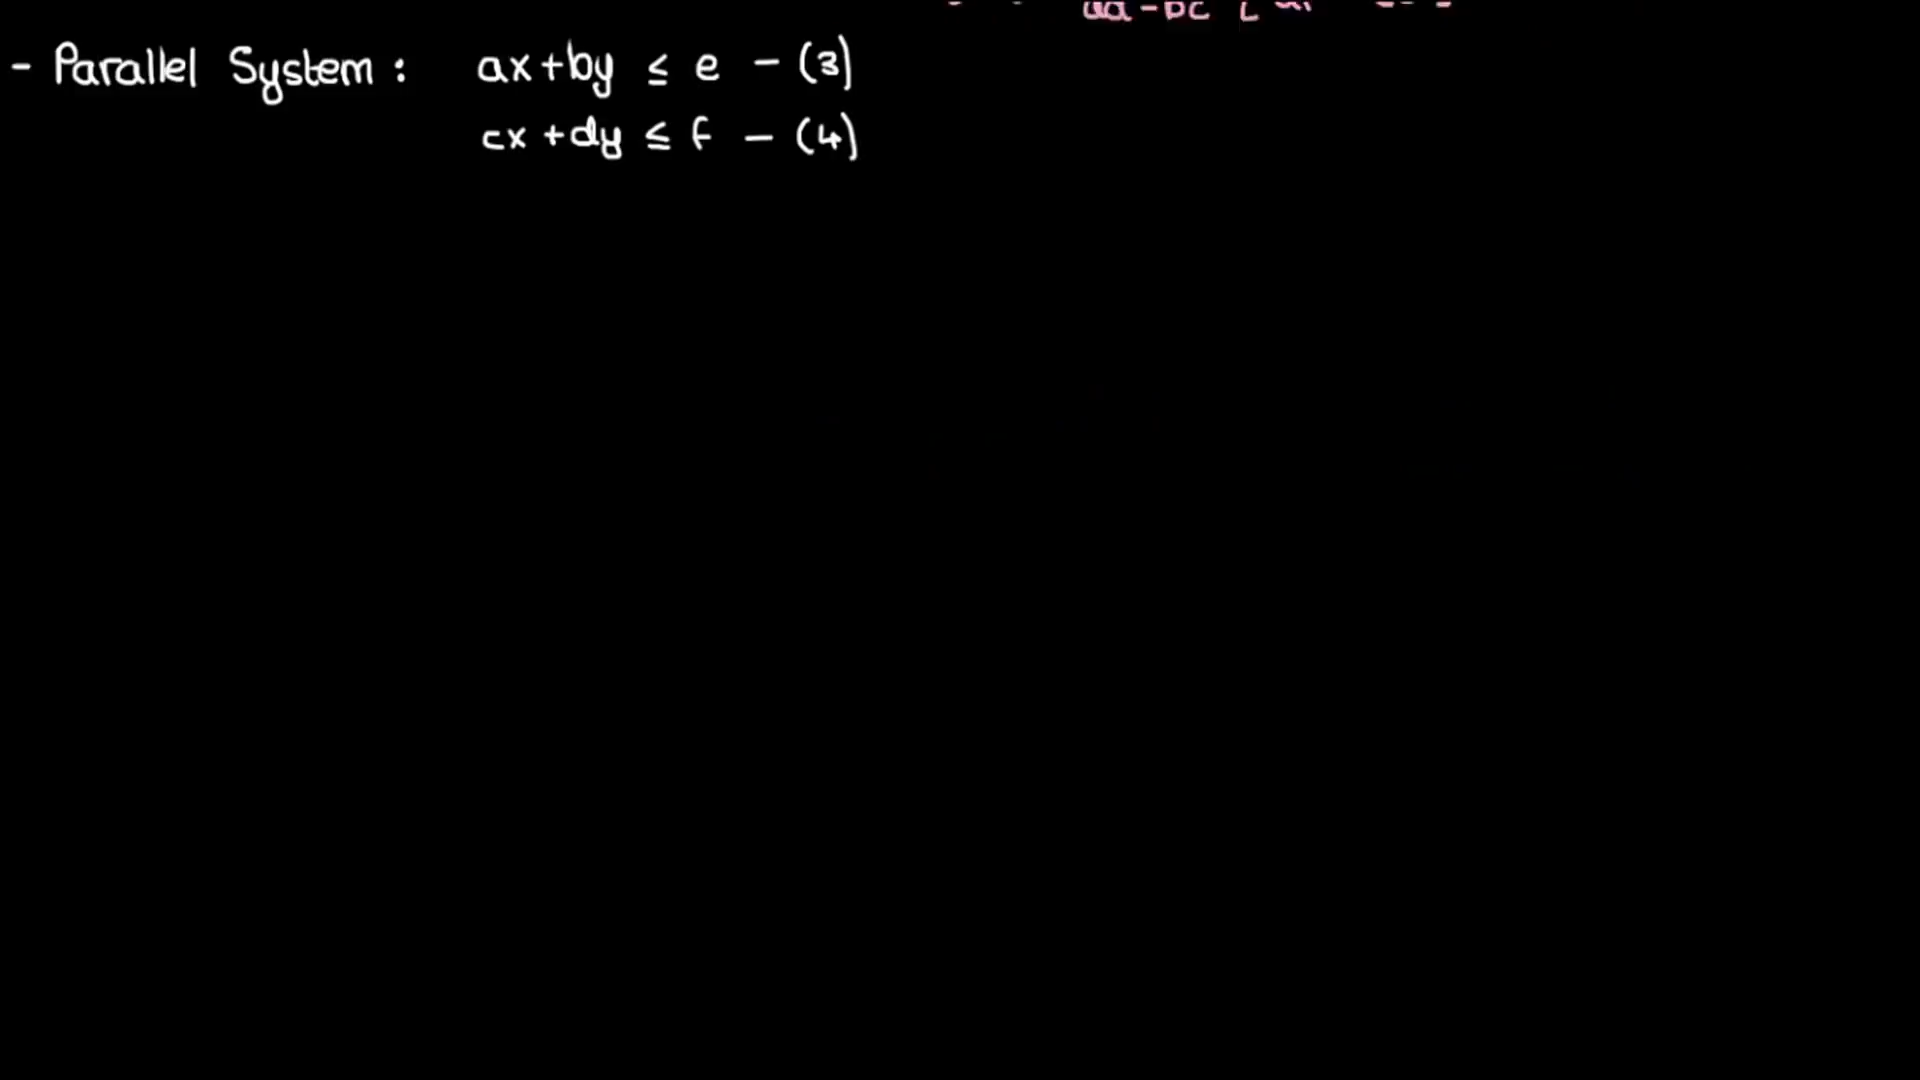 - Parallel System : ax+by ≤ e - (3)
cx+dy ≤ f - (4)